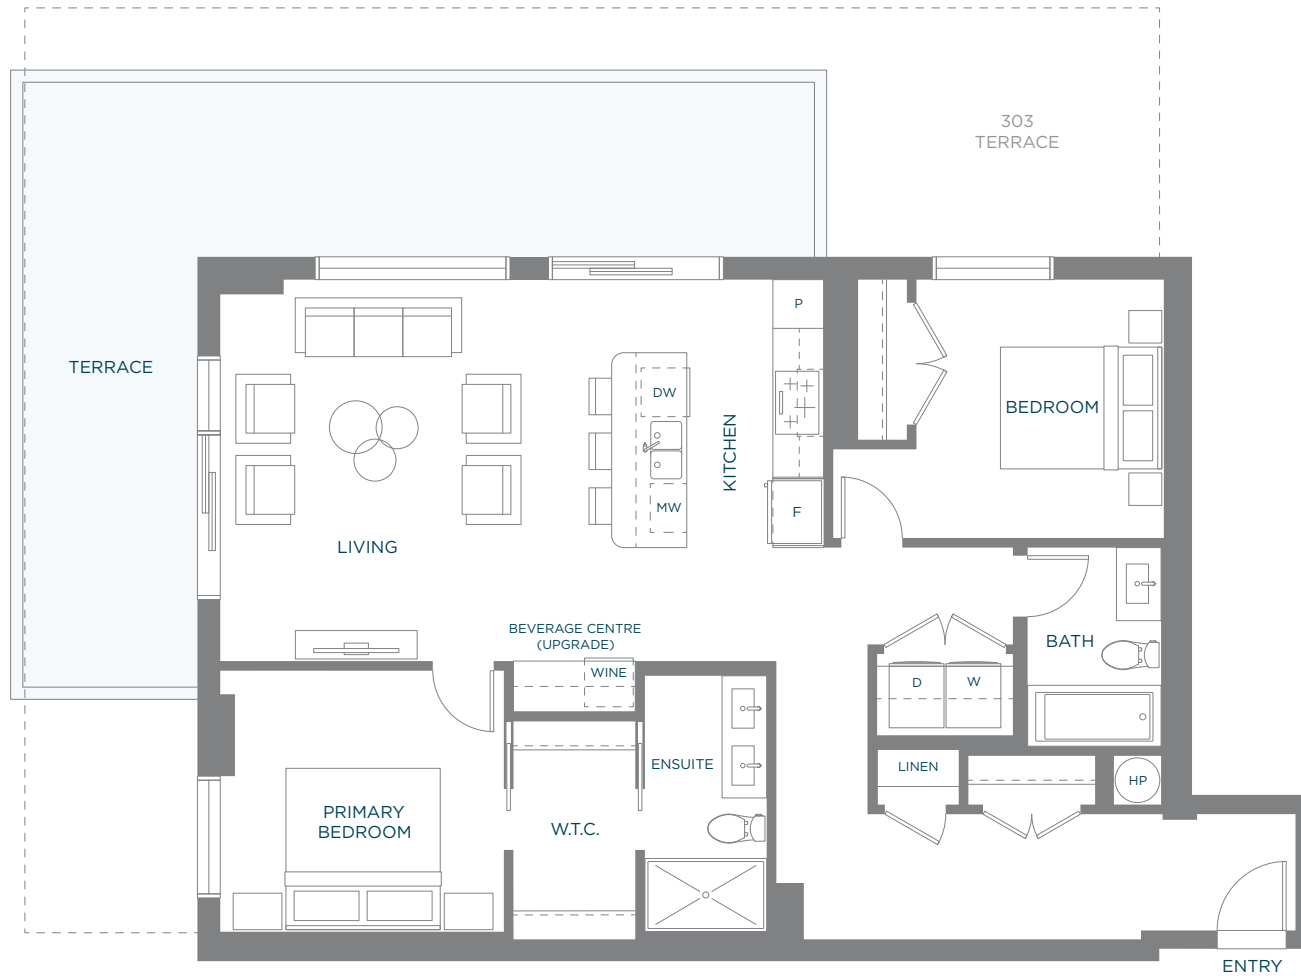 303
TERRACE
P
TERRACE
DW
BEDROOM
KITCHEN
MW
F
LIVING
BEVERAGE CENTRE
(UPGRADE)
BATH
WINE
D
W
ENSUITE
LINEN
HP
PRIMARY
BEDROOM
W.T.C.
ENTRY